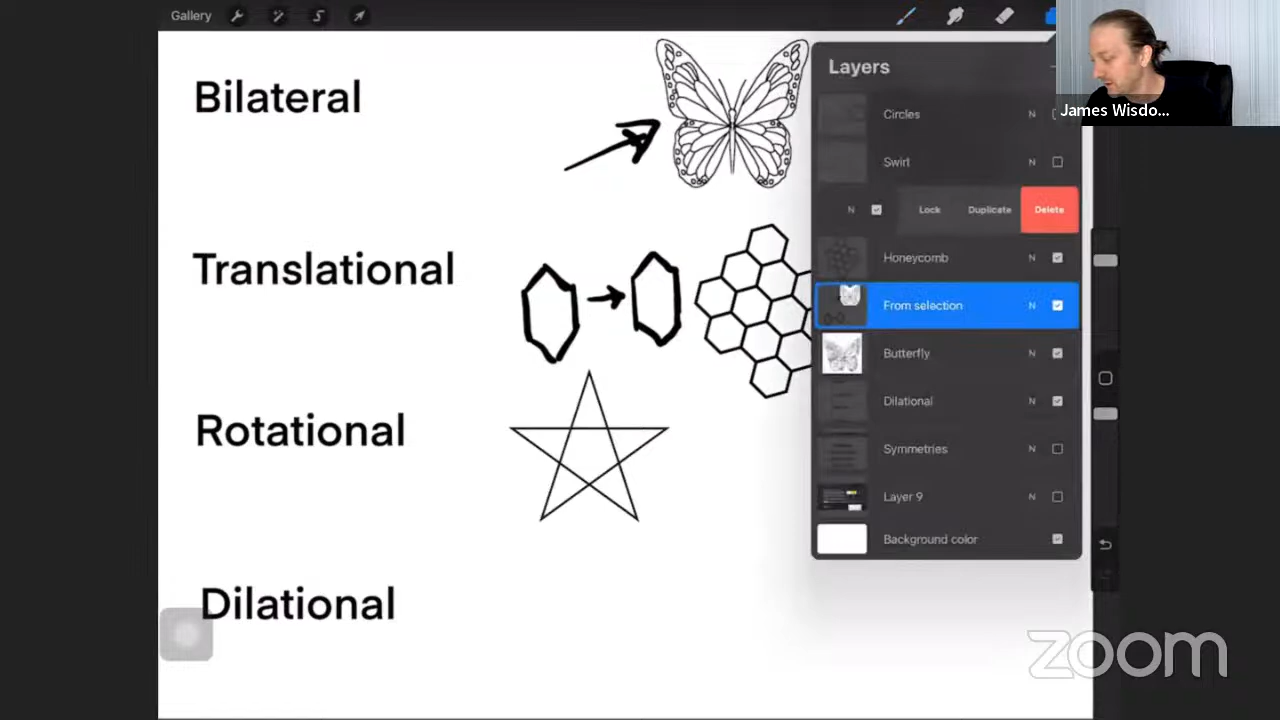 Gallery
Bilateral
Translational
Rotational
Dilational
Layers
Circles N
Swirl N
N Lock Duplicate Delete
Honeycomb N
From selection N
Butterfly N
Dilational N
Symmetries N
Layer 9 N
Background color
James Wisdo...
zoom